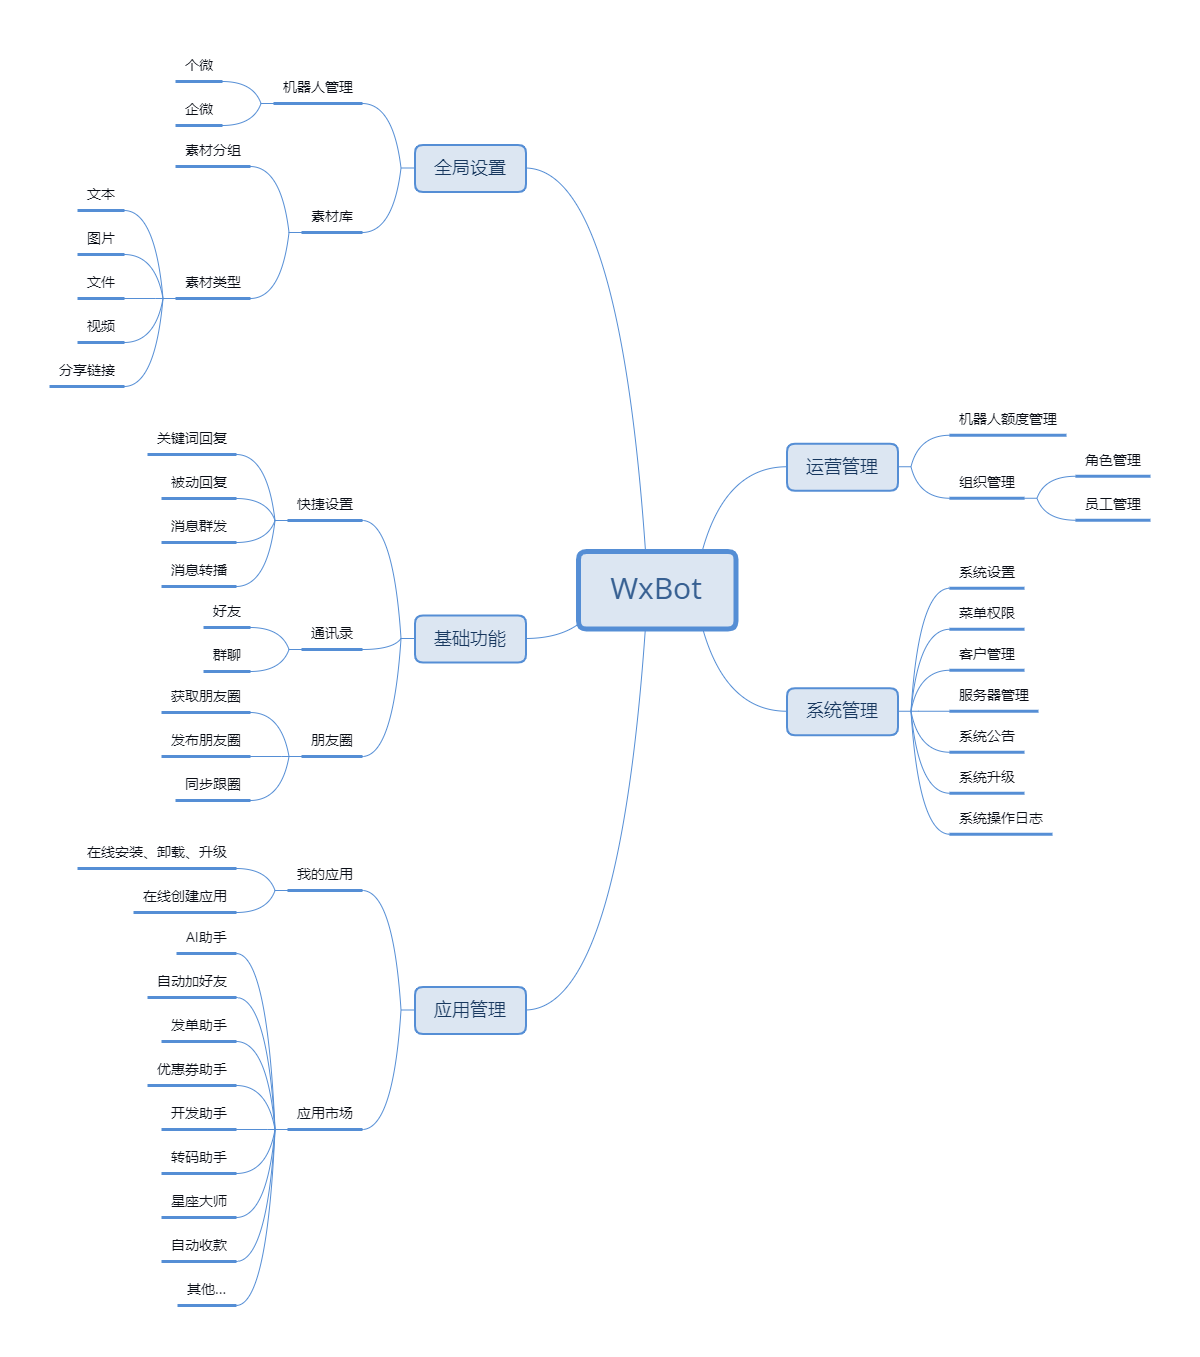 WxBot
全局设置
机器人管理
个微
企微
素材库
素材分组
素材类型
文本
图片
文件
视频
分享链接
基础功能
快捷设置
关键词回复
被动回复
消息群发
消息转播
通讯录
好友
群聊
朋友圈
获取朋友圈
发布朋友圈
同步跟圈
应用管理
我的应用
在线安装、卸载、升级
在线创建应用
应用市场
AI助手
自动加好友
发单助手
优惠券助手
开发助手
转码助手
星座大师
自动收款
其他...
运营管理
机器人额度管理
组织管理
角色管理
员工管理
系统管理
系统设置
菜单权限
客户管理
服务器管理
系统公告
系统升级
系统操作日志